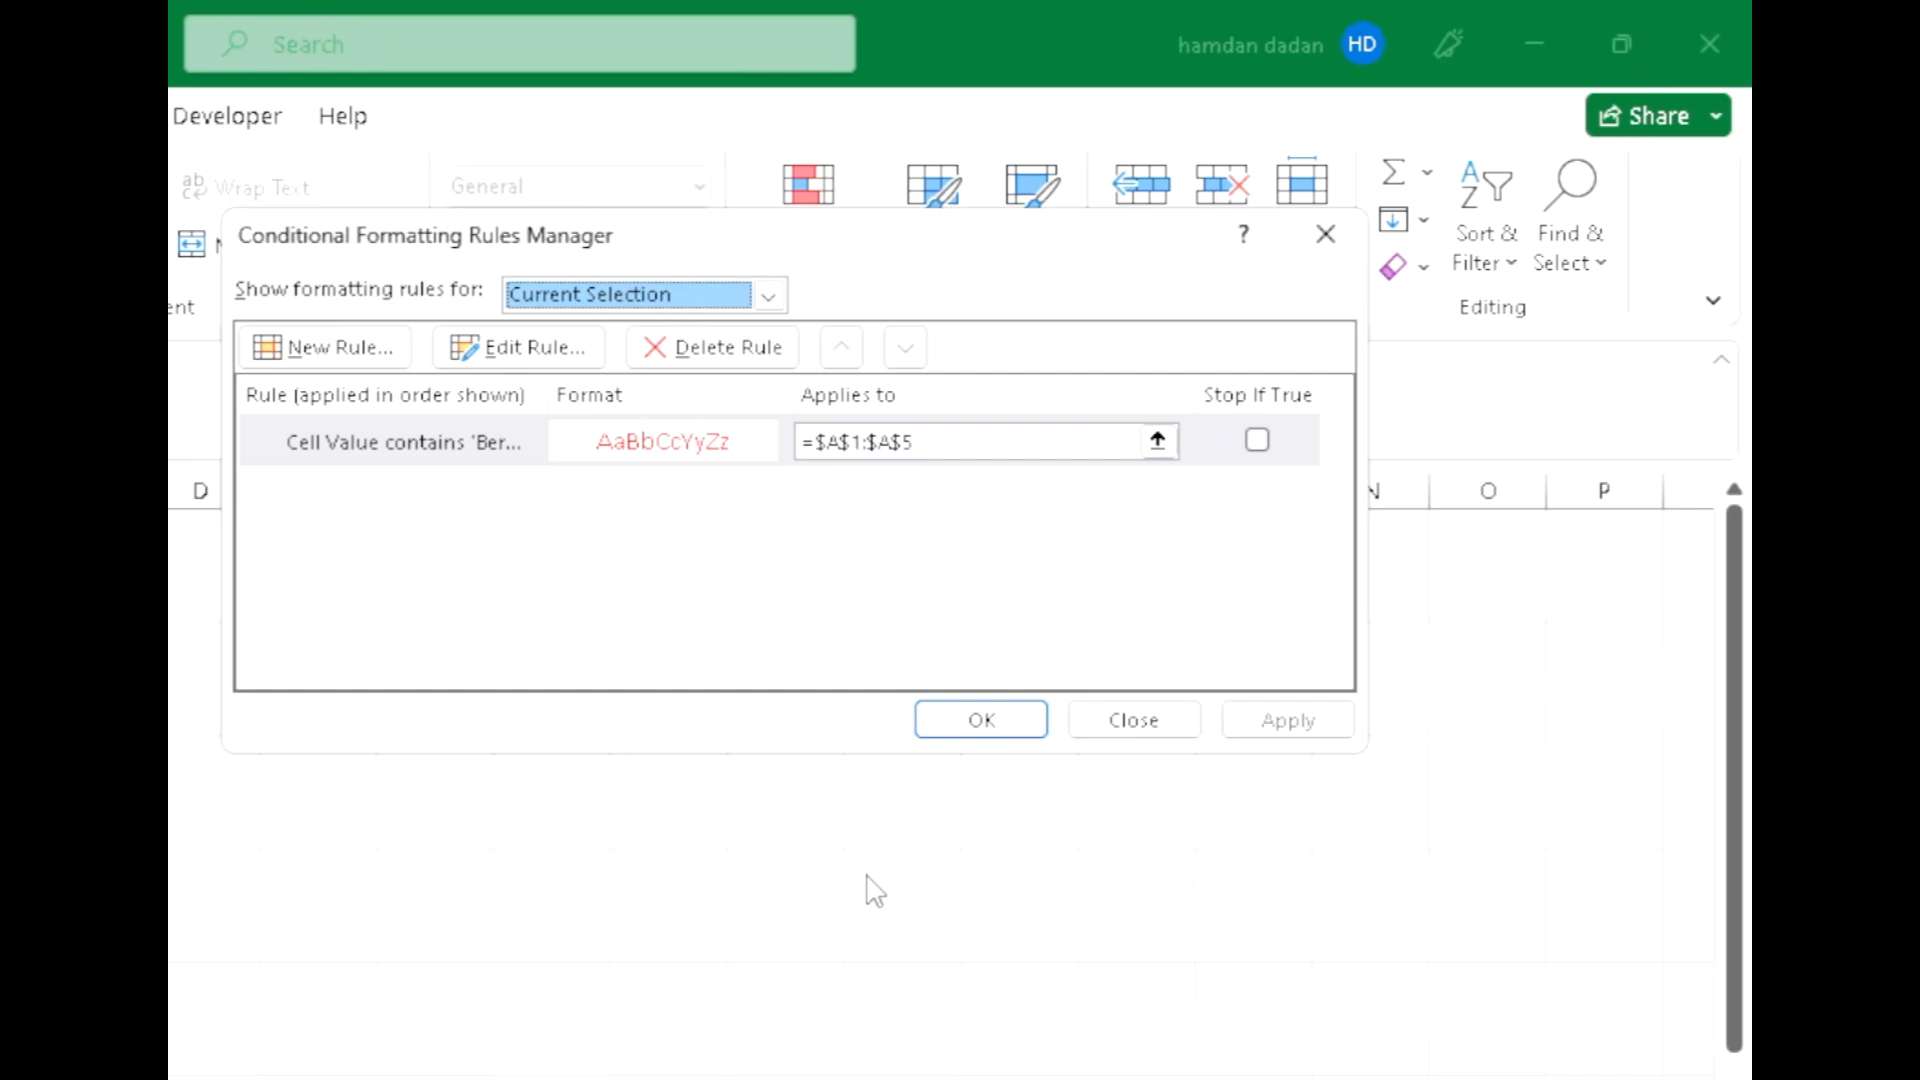 Search
hamdan dadan
HD
Developer Help
Share
ab
Wrap Text
General
Sort &
Filter
Find &
Select
Editing
Conditional Formatting Rules Manager
?
Show formatting rules for: Current Selection
New Rule... Edit Rule... Delete Rule
Rule (applied in order shown) Format Applies to Stop If True
Cell Value contains 'Ber... AaBbCcYyZz =$A$1:$A$5
D N O P
OK Close Apply